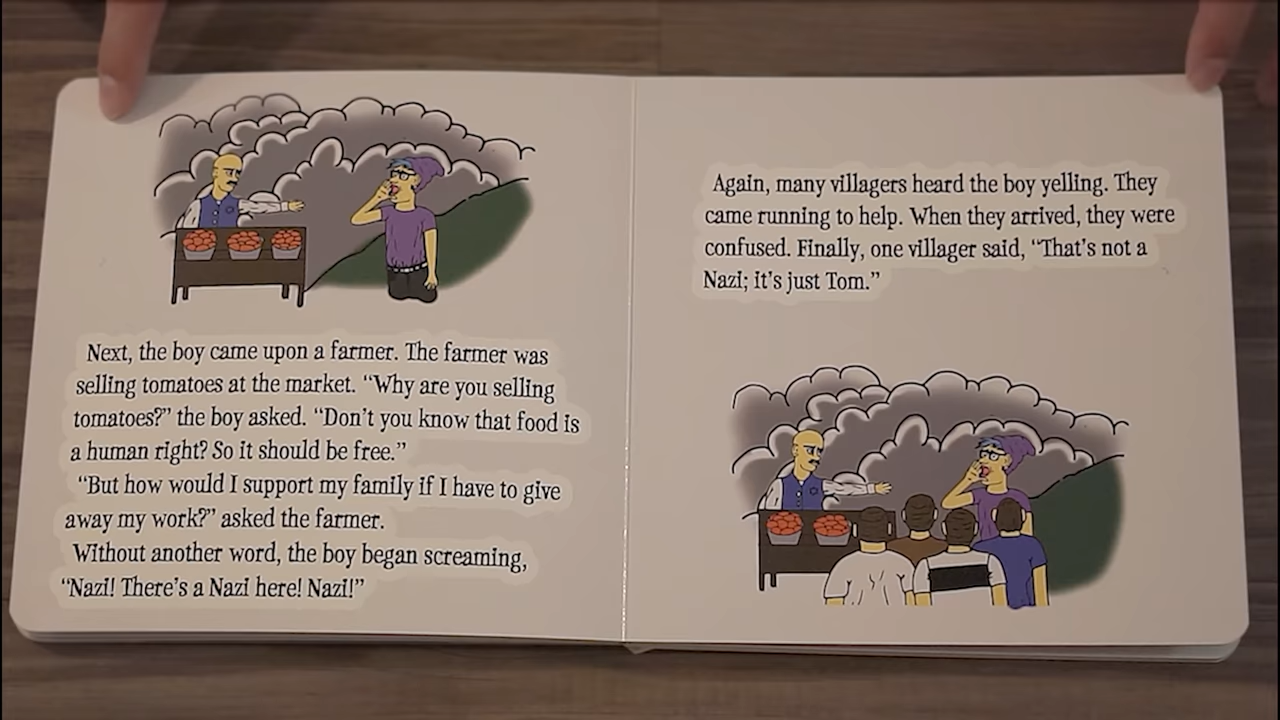 Next, the boy came upon a farmer. The farmer was
selling tomatoes at the market. “Why are you selling
tomatoes?” the boy asked. “Don’t you know that food is
a human right? So it should be free.”
“But how would I support my family if I have to give
away my work?” asked the farmer.
Without another word, the boy began screaming,
“Nazi! There’s a Nazi here! Nazi!”
Again, many villagers heard the boy yelling. They
came running to help. When they arrived, they were
confused. Finally, one villager said, “That’s not a
Nazi; it’s just Tom.”